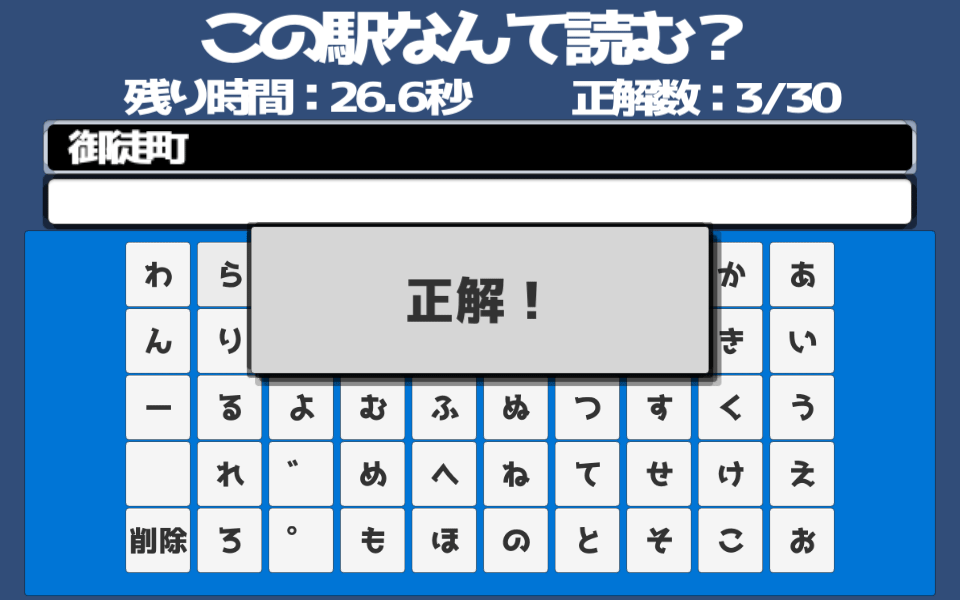 この駅なんて読む？
残り時間：26.6秒 正解数：3/30
御徒町
正解！
わ ら か あ
ん り き い
ー る よ む ふ ぬ つ す く う
れ ゛ め へ ね て せ け え
削除 ろ ゜ も ほ の と そ こ お